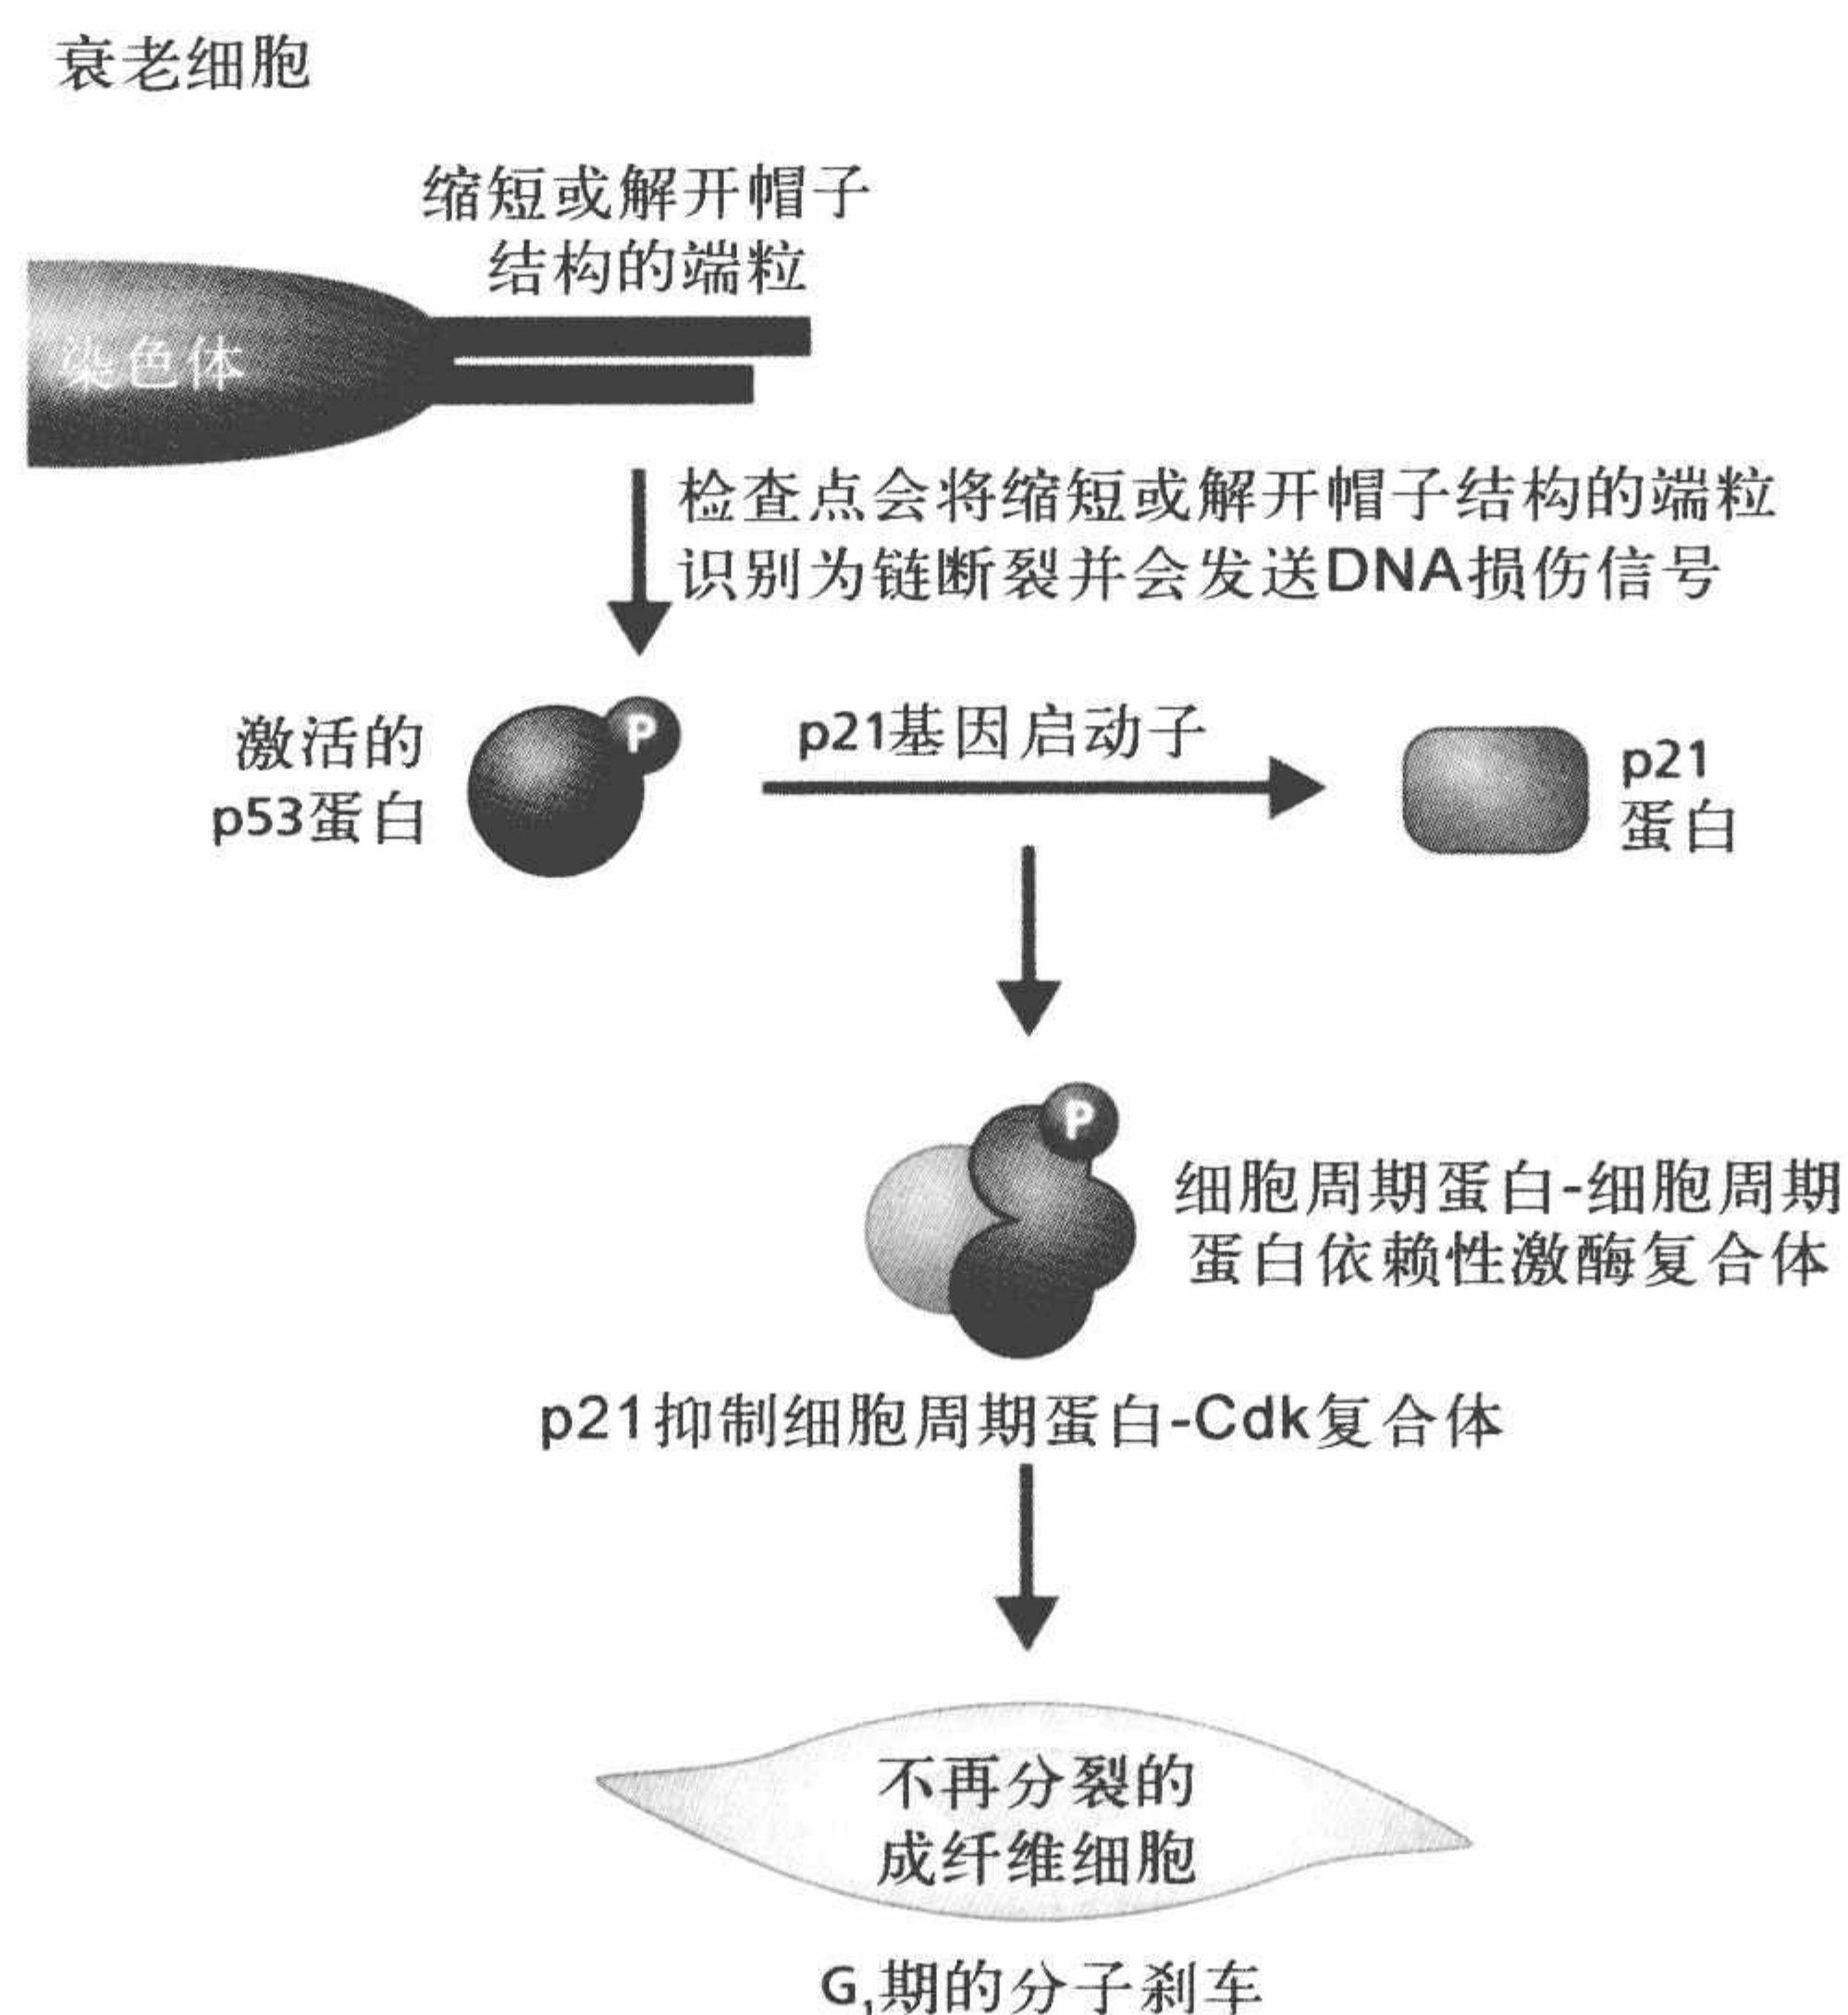 衰老细胞
缩短或解开帽子
结构的端粒
染色体
检查点会将缩短或解开帽子结构的端粒
识别为链断裂并会发送DNA损伤信号
激活的
p53蛋白
P
p21基因启动子
p21
蛋白
P
细胞周期蛋白-细胞周期
蛋白依赖性激酶复合体
p21抑制细胞周期蛋白-Cdk复合体
不再分裂的
成纤维细胞
G₁期的分子刹车